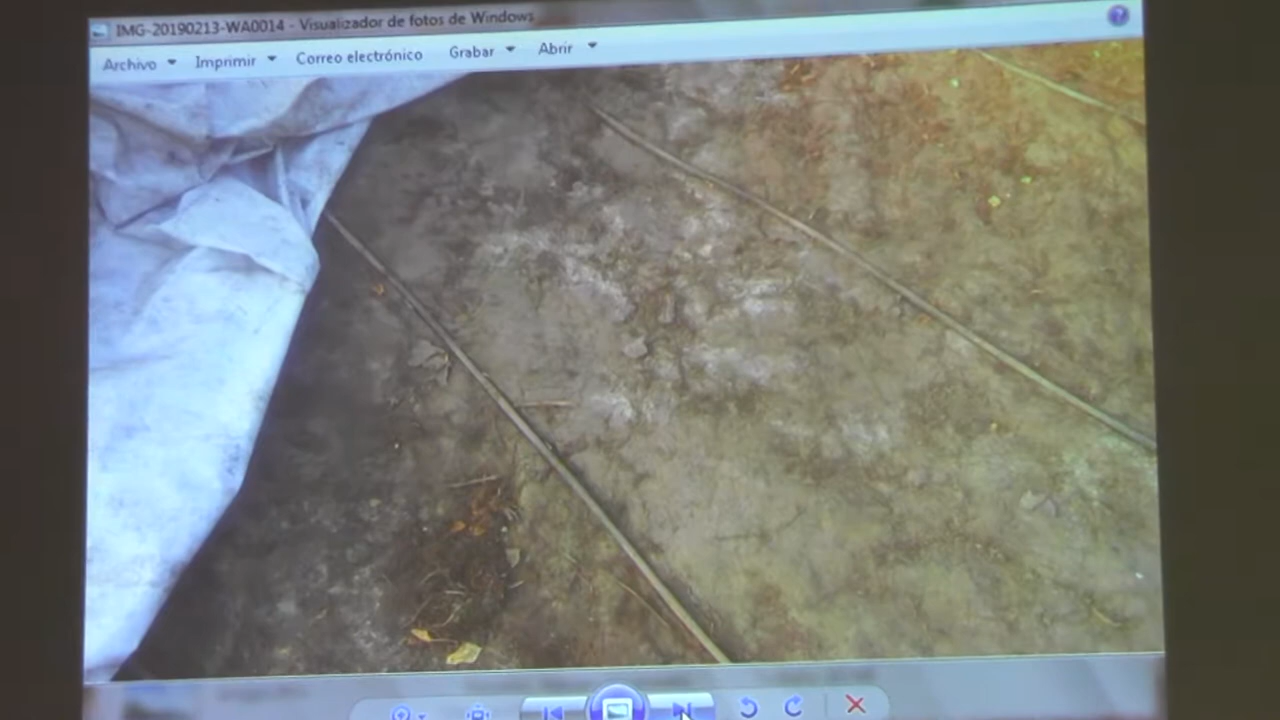 IMG-20190213-WA0014 - Visualizador de fotos de Windows
Archivo Imprimir Correo electrónico Grabar Abrir